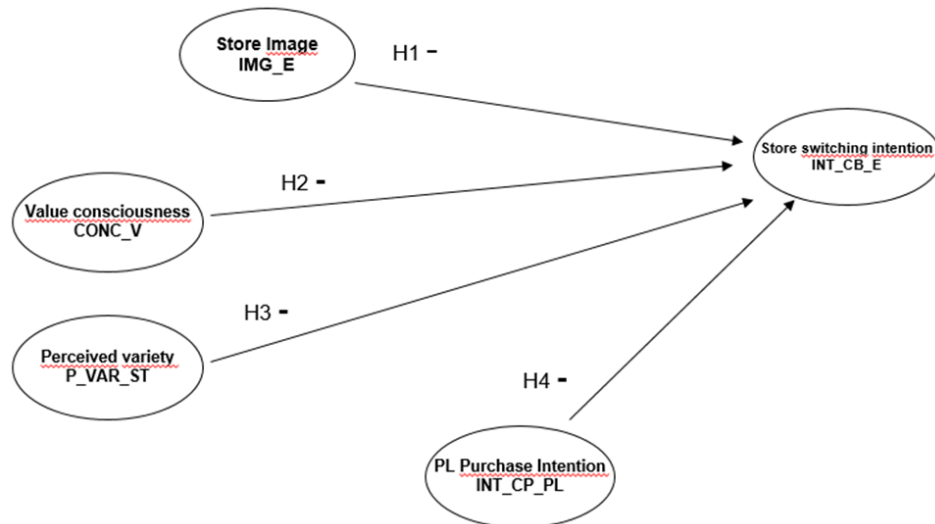 Store Image
IMG_E
H1 -
Store switching intention
INT_CB_E
H2 -
Value consciousness
CONC_V
H3 -
Perceived variety
P_VAR_ST
H4 -
PL Purchase Intention
INT_CP_PL